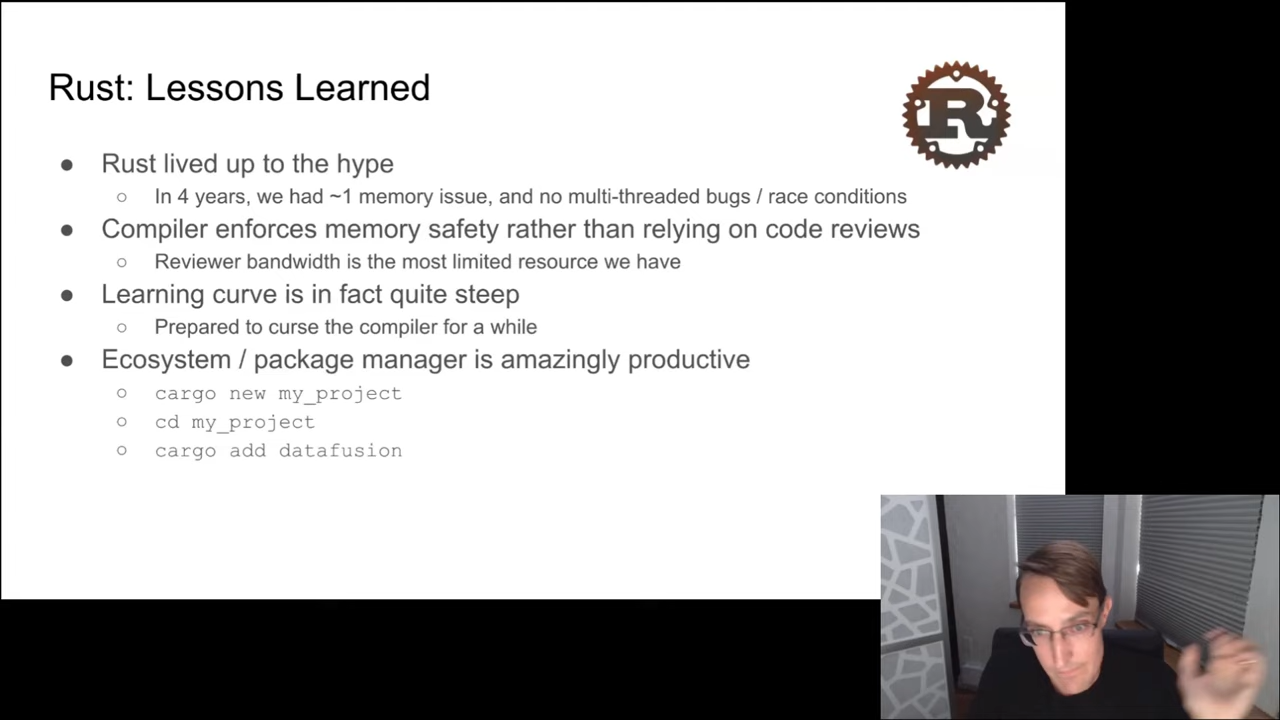 Rust: Lessons Learned
R
● Rust lived up to the hype
○ In 4 years, we had ~1 memory issue, and no multi-threaded bugs / race conditions
● Compiler enforces memory safety rather than relying on code reviews
○ Reviewer bandwidth is the most limited resource we have
● Learning curve is in fact quite steep
○ Prepared to curse the compiler for a while
● Ecosystem / package manager is amazingly productive
○ cargo new my_project
○ cd my_project
○ cargo add datafusion